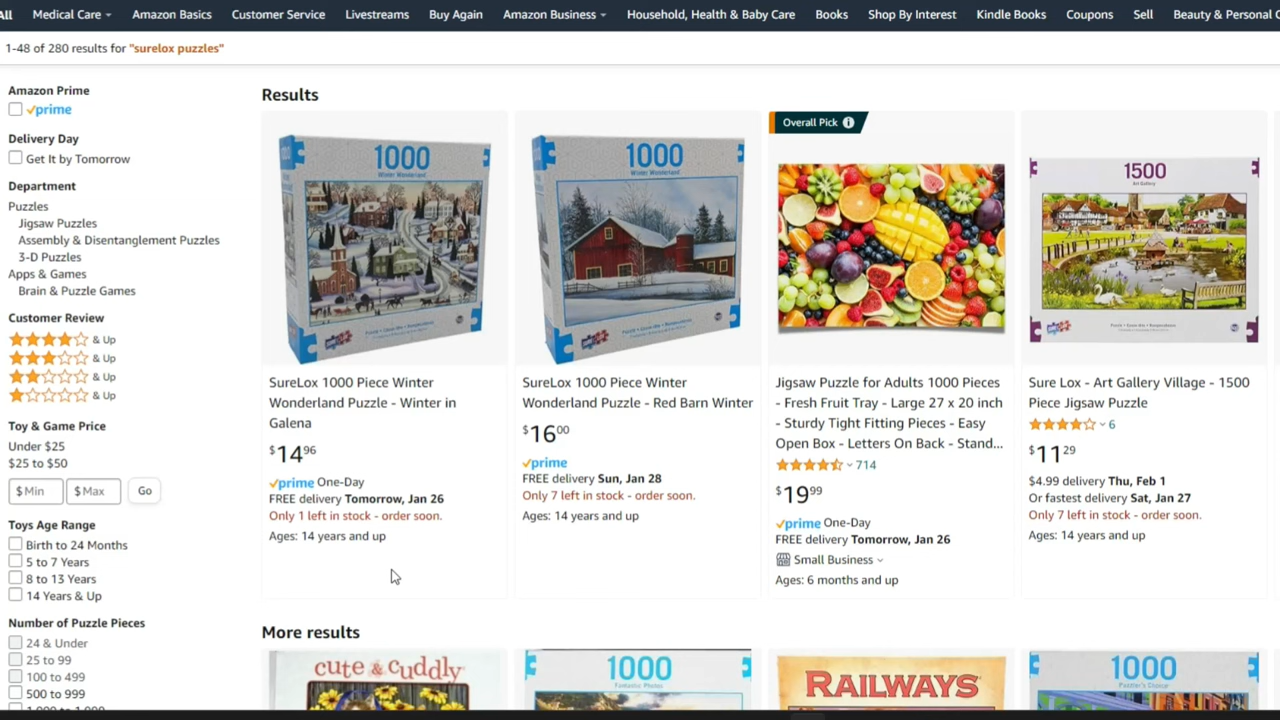 All Medical Care Amazon Basics Customer Service Livestreams Buy Again Amazon Business Household, Health & Baby Care Books Shop By Interest Kindle Books Coupons Sell Beauty & Personal C
1-48 of 280 results for "surelox puzzles"
Amazon Prime
prime
Delivery Day
Get It by Tomorrow
Department
Puzzles
Jigsaw Puzzles
Assembly & Disentanglement Puzzles
3-D Puzzles
Apps & Games
Brain & Puzzle Games
Customer Review
& Up
& Up
& Up
& Up
Toy & Game Price
Under $25
$25 to $50
$ Min $ Max Go
Toys Age Range
Birth to 24 Months
5 to 7 Years
8 to 13 Years
14 Years & Up
Number of Puzzle Pieces
24 & Under
25 to 99
100 to 499
500 to 999
Results
1000
Winter Wonderland
SureLox 1000 Piece Winter
Wonderland Puzzle - Winter in
Galena
$14 96
prime One-Day
FREE delivery Tomorrow, Jan 26
Only 1 left in stock - order soon.
Ages: 14 years and up
1000
Winter Wonderland
SureLox 1000 Piece Winter
Wonderland Puzzle - Red Barn Winter
$16 00
prime
FREE delivery Sun, Jan 28
Only 7 left in stock - order soon.
Ages: 14 years and up
Overall Pick
Jigsaw Puzzle for Adults 1000 Pieces
- Fresh Fruit Tray - Large 27 x 20 inch
- Sturdy Tight Fitting Pieces - Easy
Open Box - Letters On Back - Stand...
714
$19 99
prime One-Day
FREE delivery Tomorrow, Jan 26
Small Business
Ages: 6 months and up
1500
Art Gallery
Sure Lox - Art Gallery Village - 1500
Piece Jigsaw Puzzle
6
$11 29
$4.99 delivery Thu, Feb 1
Or fastest delivery Sat, Jan 27
Only 7 left in stock - order soon.
Ages: 14 years and up
More results
cute & cuddly
1000
Fantastic Photos
RAILWAYS
1000
Painter's Choice